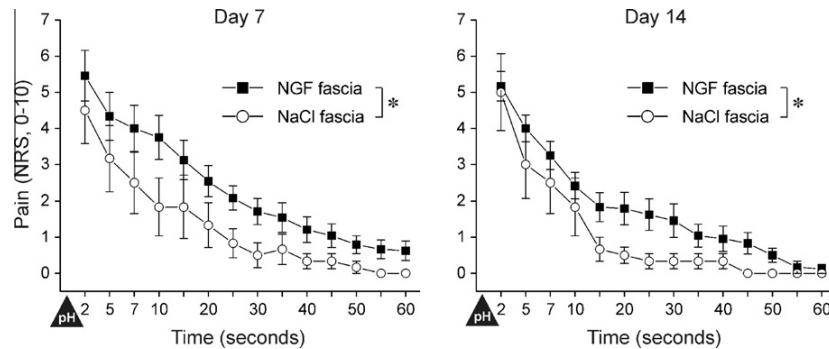 Day 7
Day 14
Pain (NRS, 0-10)
7
6
5
4
3
2
1
0
NGF fascia
NaCl fascia
*
pH
2 5 7 10 20 30 40 50 60
Time (seconds)
7
6
5
4
3
2
1
0
NGF fascia
NaCl fascia
*
pH
2 5 7 10 20 30 40 50 60
Time (seconds)